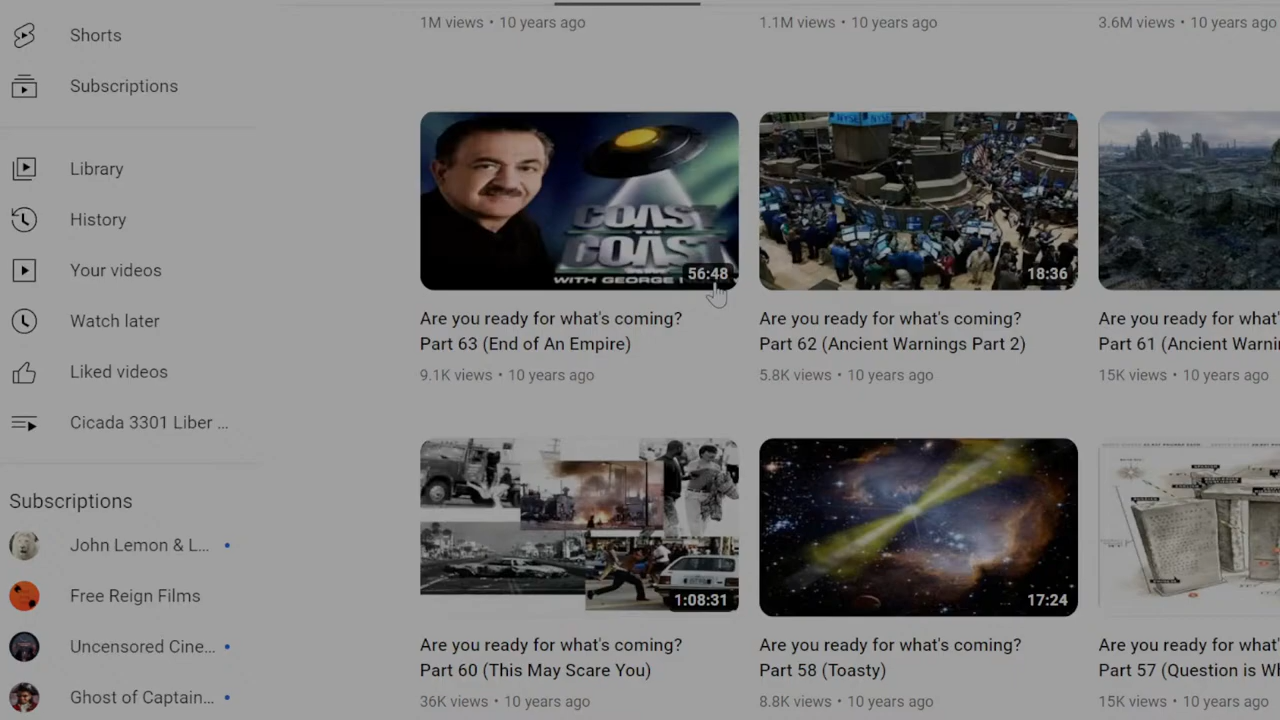 Shorts
Subscriptions
Library
History
Your videos
Watch later
Liked videos
Cicada 3301 Liber ...
Subscriptions
John Lemon & L...
Free Reign Films
Uncensored Cine...
Ghost of Captain...
1M views • 10 years ago
1.1M views • 10 years ago
3.6M views • 10 years ago
COAST
TO
COAST
WITH GEORGE
56:48
NYSE
NYSE
18:36
Are you ready for what's coming?
Part 63 (End of An Empire)
9.1K views • 10 years ago
Are you ready for what's coming?
Part 62 (Ancient Warnings Part 2)
5.8K views • 10 years ago
Are you ready for what'
Part 61 (Ancient Warnin
15K views • 10 years ago
1:08:31
17:24
Are you ready for what's coming?
Part 60 (This May Scare You)
36K views • 10 years ago
Are you ready for what's coming?
Part 58 (Toasty)
8.8K views • 10 years ago
Are you ready for what'
Part 57 (Question is W
15K views • 10 years ago